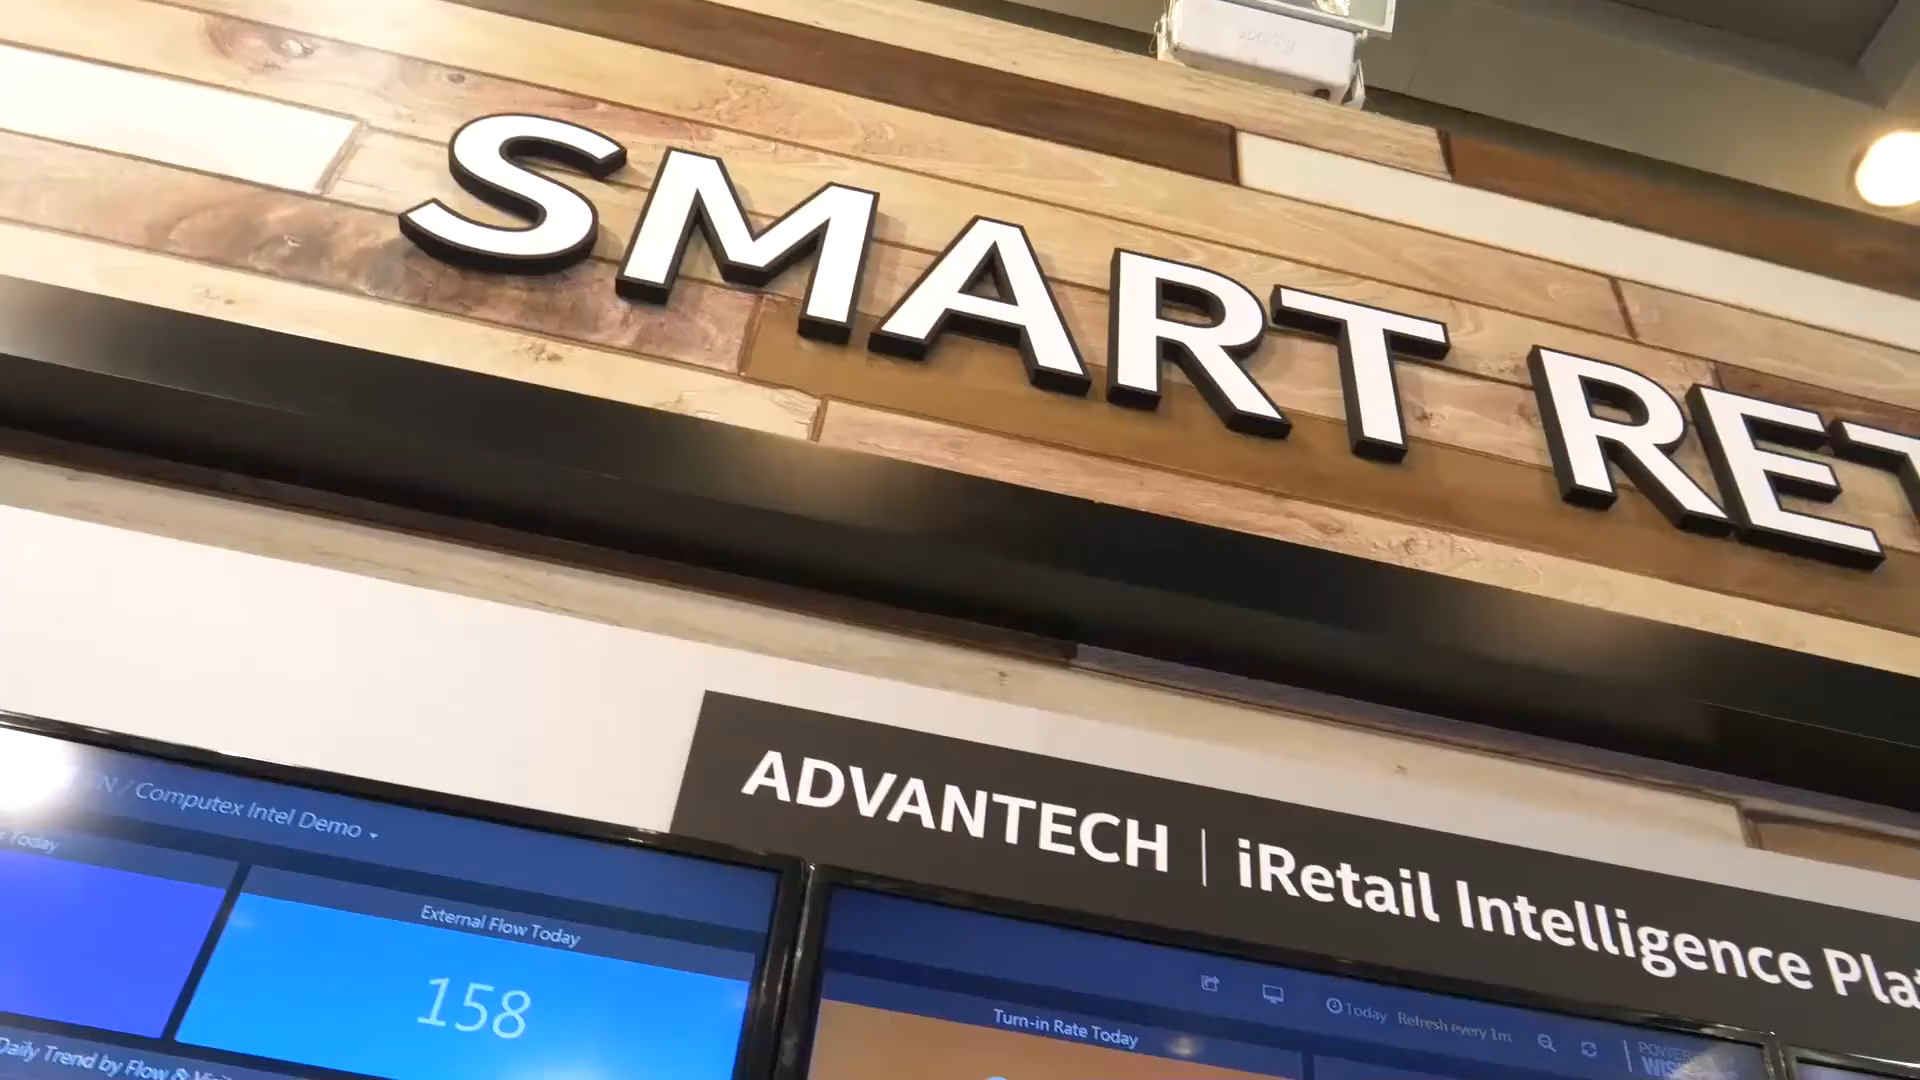 SMART RET
ADVANTECH | iRetail Intelligence Pla
N / Computex Intel Demo
Today
External Flow Today
158
Daily Trend by Flow &
Today Refresh every 1m
Turn-in Rate Today